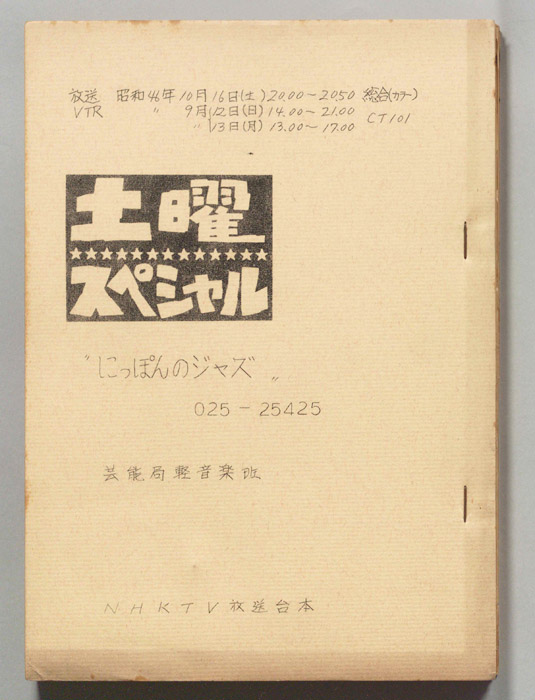 放送 昭和46年10月16日(土)20.00〜2050 総合(カラー)
VTR 〃 9月12日(日)14.00〜21.00
〃 13日(月)13.00〜17.00 CT101
土曜
スペシャル
"にっぽんのジャズ"
025-25425
芸能局軽音楽班
NHKTV放送台本